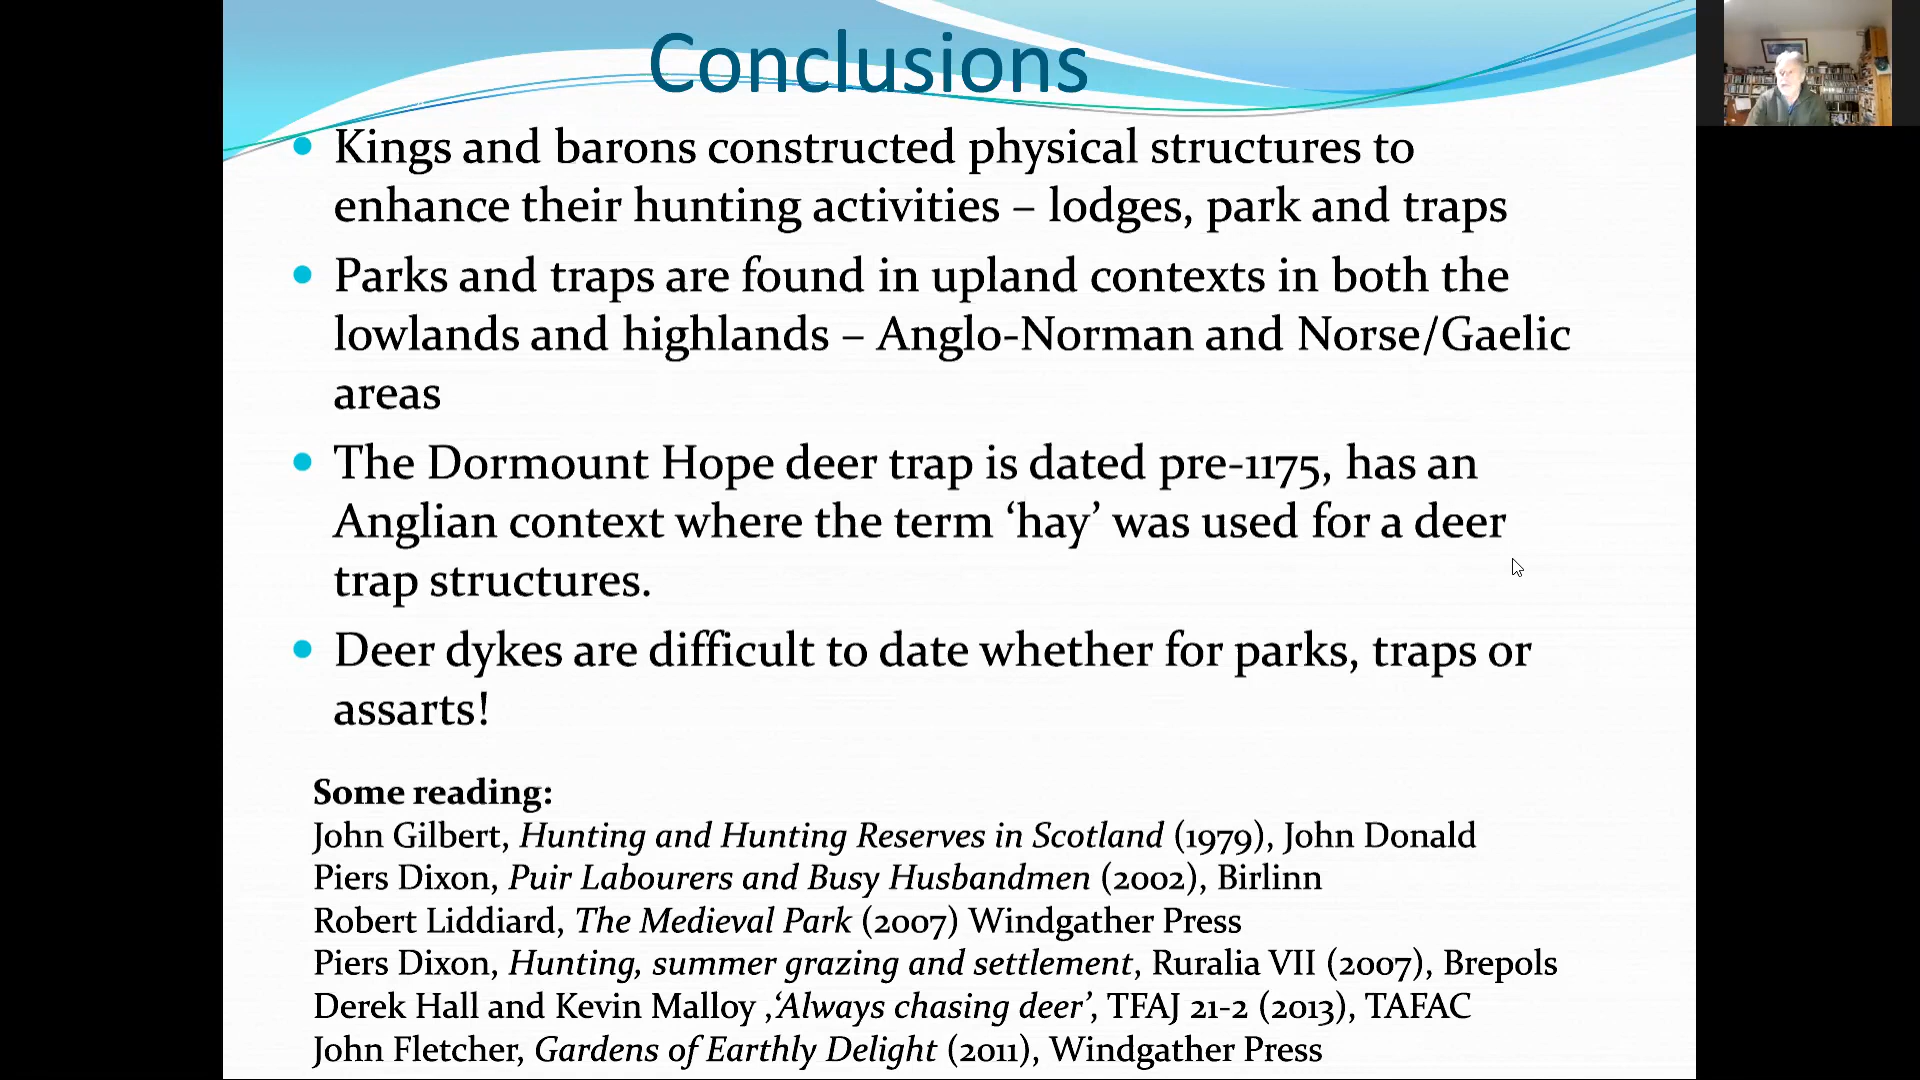 Conclusions
Kings and barons constructed physical structures to
enhance their hunting activities – lodges, park and traps
Parks and traps are found in upland contexts in both the
lowlands and highlands – Anglo-Norman and Norse/Gaelic
areas
The Dormount Hope deer trap is dated pre-1175, has an
Anglian context where the term ‘hay’ was used for a deer
trap structures.
Deer dykes are difficult to date whether for parks, traps or
assarts!
Some reading:
John Gilbert, Hunting and Hunting Reserves in Scotland (1979), John Donald
Piers Dixon, Puir Labourers and Busy Husbandmen (2002), Birlinn
Robert Liddiard, The Medieval Park (2007) Windgather Press
Piers Dixon, Hunting, summer grazing and settlement, Ruralia VII (2007), Brepols
Derek Hall and Kevin Malloy ,‘Always chasing deer’, TFAJ 21-2 (2013), TAFAC
John Fletcher, Gardens of Earthly Delight (2011), Windgather Press